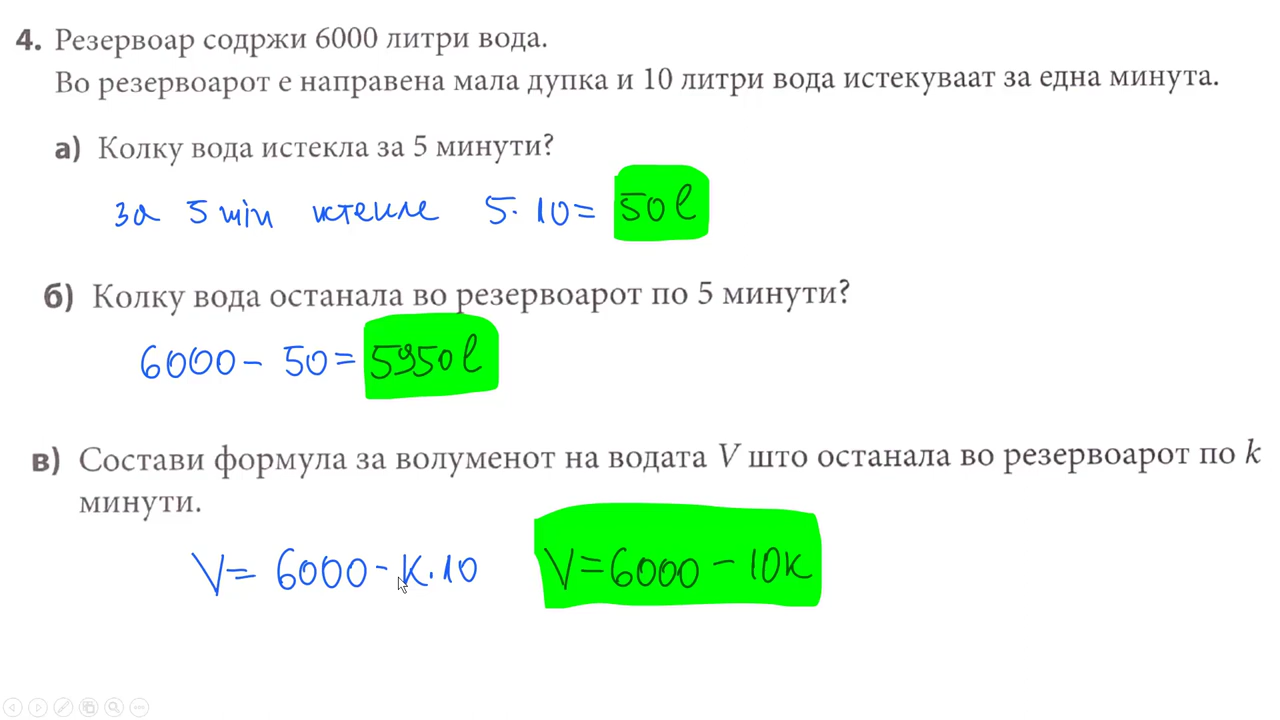 4. Резервоар содржи 6000 литри вода.
Во резервоарот е направена мала дупка и 10 литри вода истекуваат за една минута.
а) Колку вода истекла за 5 минути?
за 5 min истекле 5·10= 50l
б) Колку вода останала во резервоарот по 5 минути?
6000 - 50 = 5950l
в) Состави формула за волуменот на водата V што останала во резервоарот по k
минути.
V = 6000 - k·10 V = 6000 - 10k